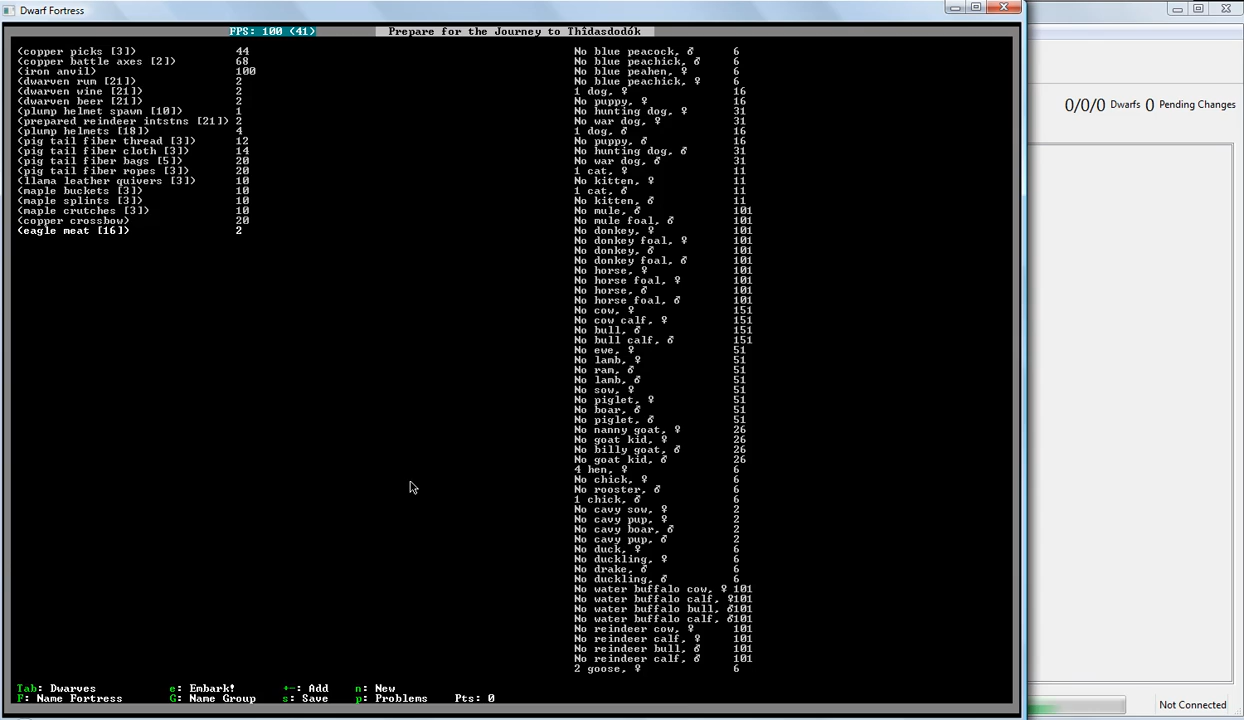 Dwarf Fortress
FPS: 100 (41)
Prepare for the Journey to Thîdasdodók
(copper picks [3]) 44
(copper battle axes [2]) 68
(iron anvil) 100
(dwarven rum [21]) 2
(dwarven wine [21]) 2
(dwarven beer [21]) 2
(plump helmet spawn [10]) 1
(prepared reindeer intstns [21]) 2
(plump helmets [18]) 4
(pig tail fiber thread [3]) 12
(pig tail fiber cloth [3]) 14
(pig tail fiber bags [5]) 20
(pig tail fiber ropes [3]) 20
(llama leather quivers [3]) 10
(maple buckets [3]) 10
(maple splints [3]) 10
(maple crutches [3]) 10
(copper crossbow) 20
(eagle meat [16]) 2
No blue peacock, ♂ 6
No blue peachick, ♂ 6
No blue peahen, ♀ 6
No blue peachick, ♀ 6
1 dog, ♀ 16
No puppy, ♀ 16
No hunting dog, ♀ 31
No war dog, ♀ 31
1 dog, ♂ 16
No puppy, ♂ 16
No hunting dog, ♂ 31
No war dog, ♂ 31
1 cat, ♀ 11
No kitten, ♀ 11
1 cat, ♂ 11
No kitten, ♂ 11
No mule, ♂ 101
No mule foal, ♂ 101
No donkey, ♀ 101
No donkey foal, ♀ 101
No donkey, ♂ 101
No donkey foal, ♂ 101
No horse, ♀ 101
No horse foal, ♀ 101
No horse, ♂ 101
No horse foal, ♂ 101
No cow, ♀ 151
No cow calf, ♀ 151
No bull, ♂ 151
No bull calf, ♂ 151
No ewe, ♀ 51
No lamb, ♀ 51
No ram, ♂ 51
No lamb, ♂ 51
No sow, ♀ 51
No piglet, ♀ 51
No boar, ♂ 51
No piglet, ♂ 51
No nanny goat, ♀ 26
No goat kid, ♀ 26
No billy goat, ♂ 26
No goat kid, ♂ 26
4 hen, ♀ 6
No chick, ♀ 6
No rooster, ♂ 6
1 chick, ♂ 6
No cavy sow, ♀ 2
No cavy pup, ♀ 2
No cavy boar, ♂ 2
No cavy pup, ♂ 2
No duck, ♀ 6
No duckling, ♀ 6
No drake, ♂ 6
No duckling, ♂ 6
No water buffalo cow, ♀ 101
No water buffalo calf, ♀101
No water buffalo bull, ♂101
No water buffalo calf, ♂101
No reindeer cow, ♀ 101
No reindeer calf, ♀ 101
No reindeer bull, ♂ 101
No reindeer calf, ♂ 101
2 goose, ♀ 6
Tab: Dwarves e: Embark! +-: Add n: New
F: Name Fortress G: Name Group s: Save p: Problems Pts: 0
0/0/0 Dwarfs 0 Pending Changes
Not Connected